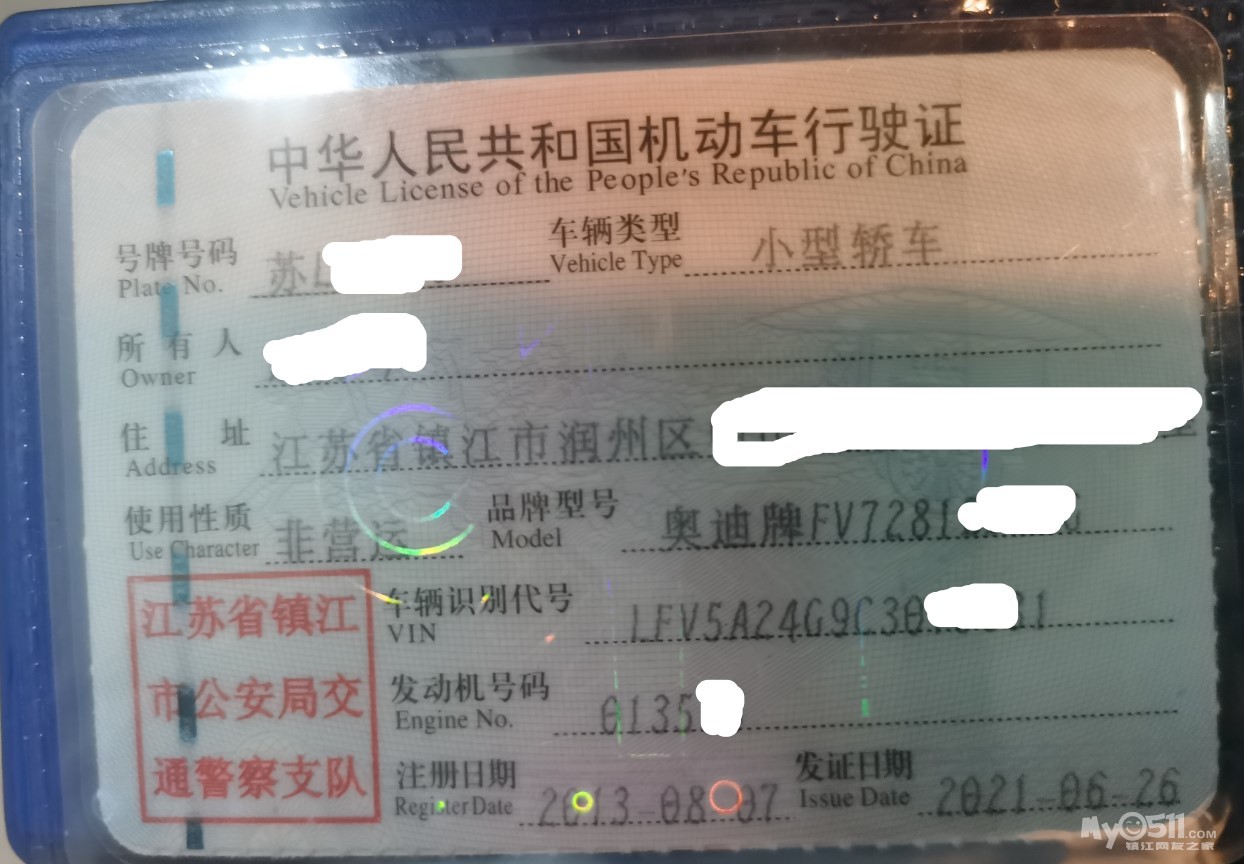 中华人民共和国机动车行驶证
Vehicle License of the People's Republic of China
号牌号码 苏L 车辆类型 小型轿车
Plate No. Vehicle Type
所有人
Owner
住址 江苏省镇江市润州区
Address
使用性质 非营运 品牌型号 奥迪牌FV7281
Use Character Model
车辆识别代号 LFV5A24G9C30
VIN
发动机号码 0135
Engine No.
注册日期 2013-08-07 发证日期 2021-06-26
Register Date Issue Date
江苏省镇江
市公安局交
通警察支队
My0511.COM
镇江网友之家